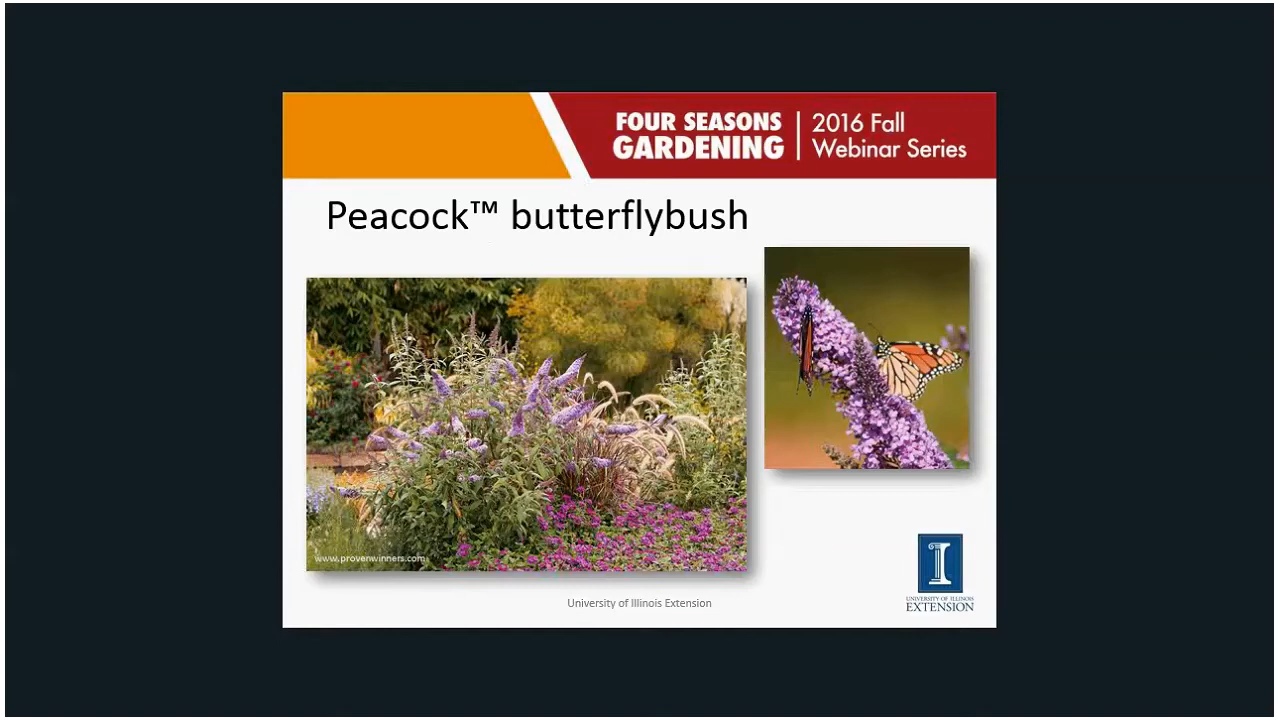 FOUR SEASONS
GARDENING
2016 Fall
Webinar Series
Peacock™ butterflybush
www.provenwinners.com
University of Illinois Extension
UNIVERSITY OF ILLINOIS
EXTENSION